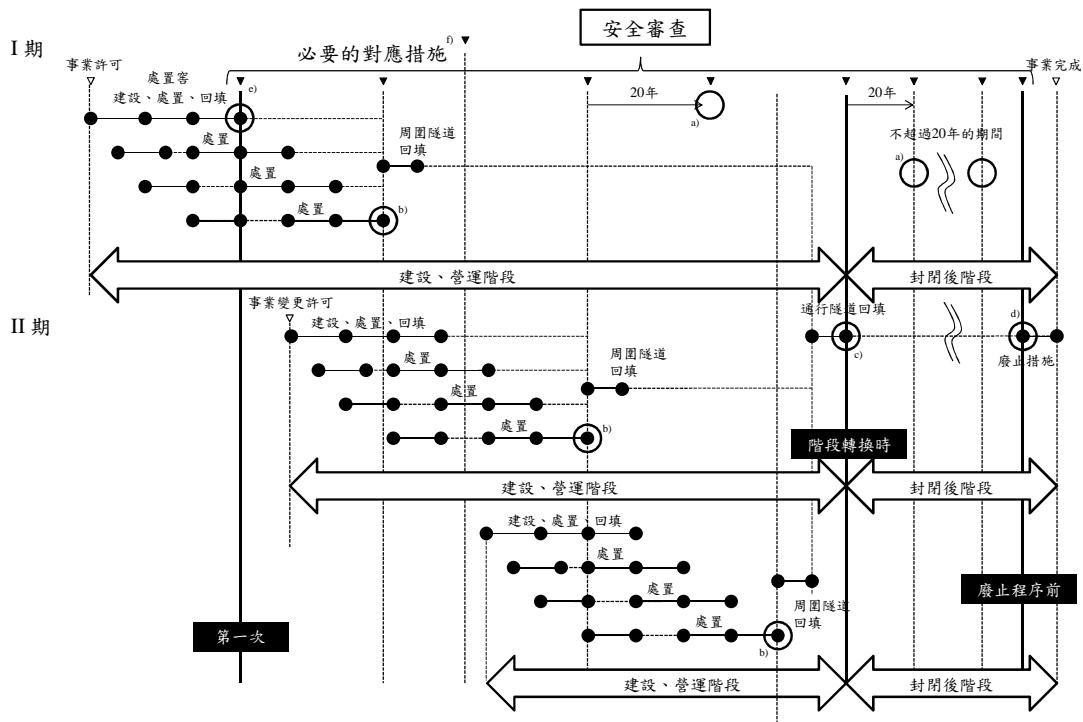 安全審查
I 期
必要的對應措施
f)
事業許可
事業完成
處置客
e)
建設、處置、回填
20年
a)
20年
處置
周圍隧道
回填
不超過20年的期間
a)
處置
處置
b)
建設、營運階段
封閉後階段
II 期
事業變更許可
建設、處置、回填
通行隧道回填
c)
d)
廢止措施
處置
周圍隧道
回填
處置
處置
b)
階段轉換時
建設、營運階段
封閉後階段
建設、處置、回填
處置
處置
周圍隧道
回填
廢止程序前
處置
b)
第一次
建設、營運階段
封閉後階段